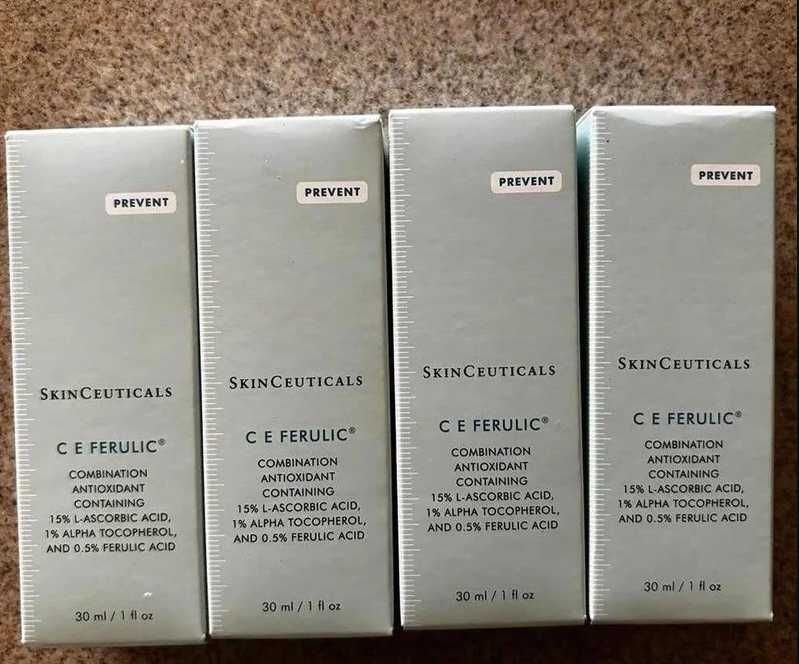 PREVENT
SKINCEUTICALS
C E FERULIC®
COMBINATION
ANTIOXIDANT
CONTAINING
15% L-ASCORBIC ACID,
1% ALPHA TOCOPHEROL,
AND 0.5% FERULIC ACID
30 ml / 1 fl oz
PREVENT
SKINCEUTICALS
C E FERULIC®
COMBINATION
ANTIOXIDANT
CONTAINING
15% L-ASCORBIC ACID,
1% ALPHA TOCOPHEROL,
AND 0.5% FERULIC ACID
30 ml / 1 fl oz
PREVENT
SKINCEUTICALS
C E FERULIC®
COMBINATION
ANTIOXIDANT
CONTAINING
15% L-ASCORBIC ACID,
1% ALPHA TOCOPHEROL,
AND 0.5% FERULIC ACID
30 ml / 1 fl oz
PREVENT
SKINCEUTICALS
C E FERULIC®
COMBINATION
ANTIOXIDANT
CONTAINING
15% L-ASCORBIC ACID,
1% ALPHA TOCOPHEROL,
AND 0.5% FERULIC ACID
30 ml / 1 fl oz